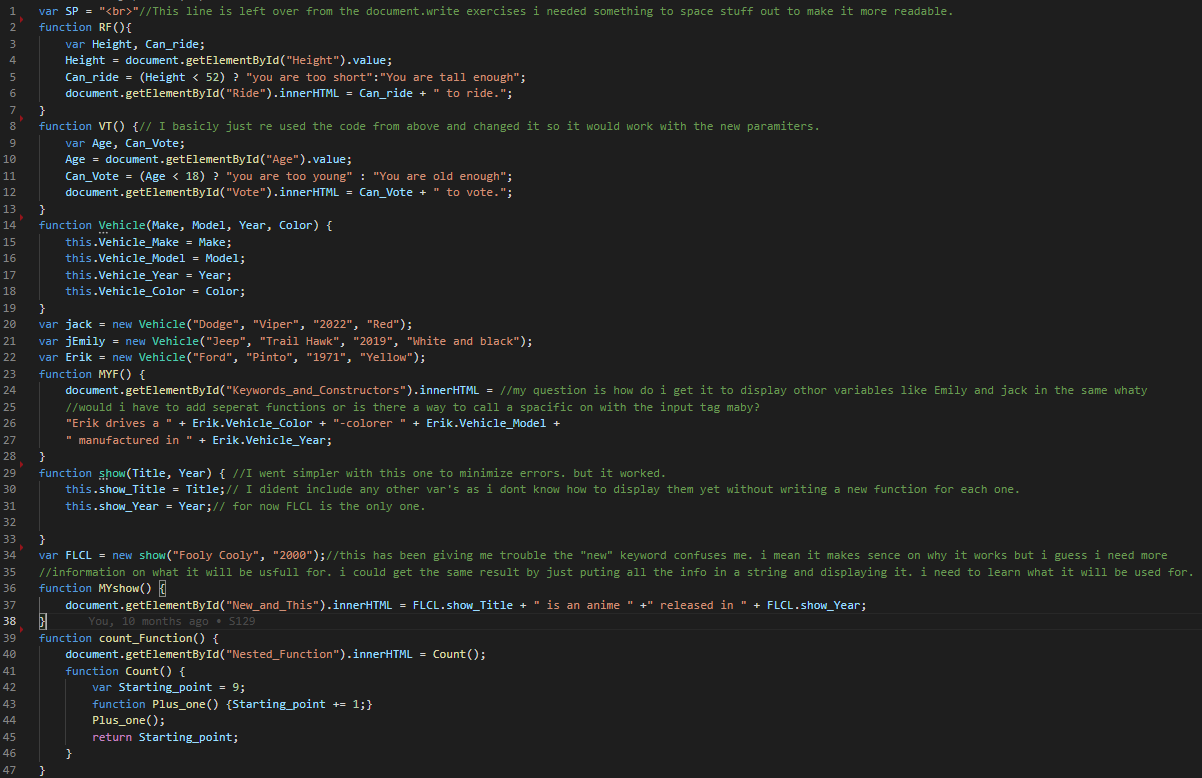 1 var SP = "<br>"//This line is left over from the document.write exercises i needed something to space stuff out to make it more readable.
2 function RF(){
3     var Height, Can_ride;
4     Height = document.getElementById("Height").value;
5     Can_ride = (Height < 52) ? "you are too short":"You are tall enough";
6     document.getElementById("Ride").innerHTML = Can_ride + " to ride.";
7 }
8 function VT() {// I basicly just re used the code from above and changed it so it would work with the new paramiters.
9     var Age, Can_Vote;
10     Age = document.getElementById("Age").value;
11     Can_Vote = (Age < 18) ? "you are too young" : "You are old enough";
12     document.getElementById("Vote").innerHTML = Can_Vote + " to vote.";
13 }
14 function Vehicle(Make, Model, Year, Color) {
15     this.Vehicle_Make = Make;
16     this.Vehicle_Model = Model;
17     this.Vehicle_Year = Year;
18     this.Vehicle_Color = Color;
19 }
20 var jack = new Vehicle("Dodge", "Viper", "2022", "Red");
21 var jEmily = new Vehicle("Jeep", "Trail Hawk", "2019", "White and black");
22 var Erik = new Vehicle("Ford", "Pinto", "1971", "Yellow");
23 function MYF() {
24     document.getElementById("Keywords_and_Constructors").innerHTML = //my question is how do i get it to display othor variables like Emily and jack in the same whaty
25     //would i have to add seperat functions or is there a way to call a spacific on with the input tag maby?
26     "Erik drives a " + Erik.Vehicle_Color + "-colorer " + Erik.Vehicle_Model +
27     " manufactured in " + Erik.Vehicle_Year;
28 }
29 function show(Title, Year) { //I went simpler with this one to minimize errors. but it worked.
30     this.show_Title = Title;// I dident include any other var's as i dont know how to display them yet without writing a new function for each one.
31     this.show_Year = Year;// for now FLCL is the only one.
32
33 }
34 var FLCL = new show("Fooly Cooly", "2000");//this has been giving me trouble the "new" keyword confuses me. i mean it makes sence on why it works but i guess i need more
35 //information on what it will be usfull for. i could get the same result by just puting all the info in a string and displaying it. i need to learn what it will be used for.
36 function MYshow() {
37     document.getElementById("New_and_This").innerHTML = FLCL.show_Title + " is an anime " +" released in " + FLCL.show_Year;
38 } You, 10 months ago • S129
39 function count_Function() {
40     document.getElementById("Nested_Function").innerHTML = Count();
41     function Count() {
42         var Starting_point = 9;
43         function Plus_one() {Starting_point += 1;}
44         Plus_one();
45         return Starting_point;
46     }
47 }